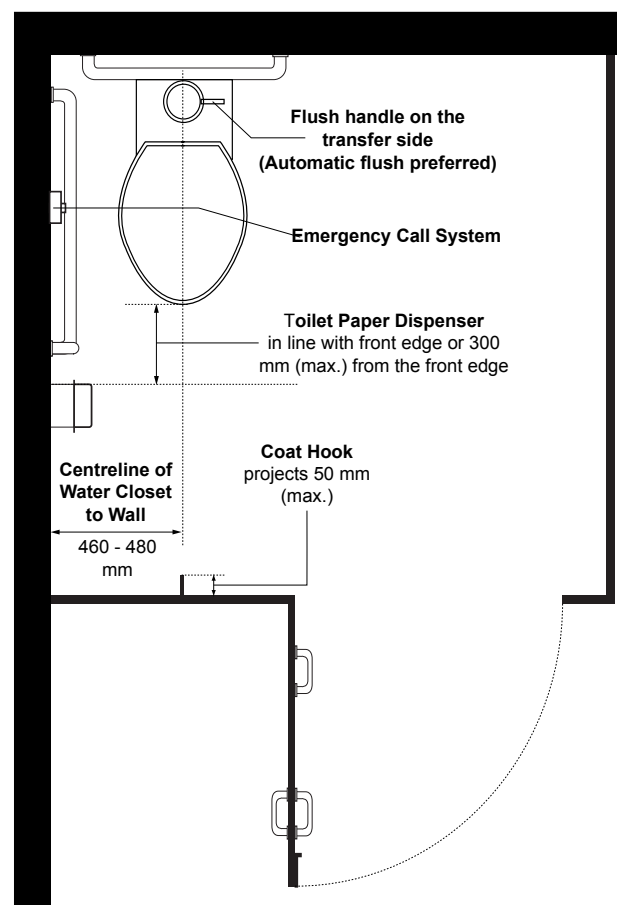 Flush handle on the
transfer side
(Automatic flush preferred)
Emergency Call System
Toilet Paper Dispenser
in line with front edge or 300
mm (max.) from the front edge
Coat Hook
projects 50 mm
(max.)
Centreline of
Water Closet
to Wall
460 - 480
mm